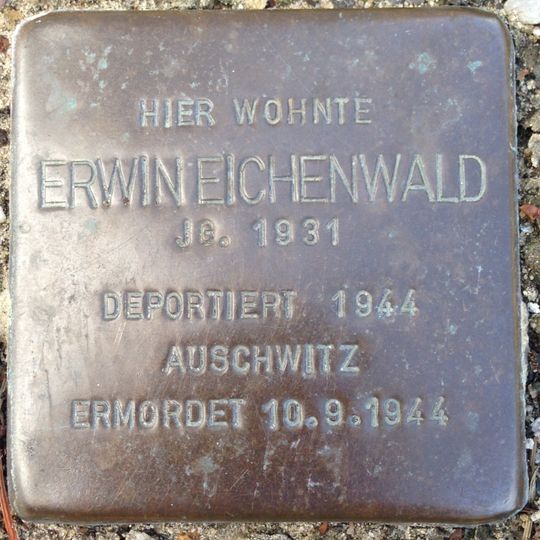 HIER WOHNTE
ERWIN EICHENWALD
JG. 1931
DEPORTIERT 1944
AUSCHWITZ
ERMORDET 10.9.1944